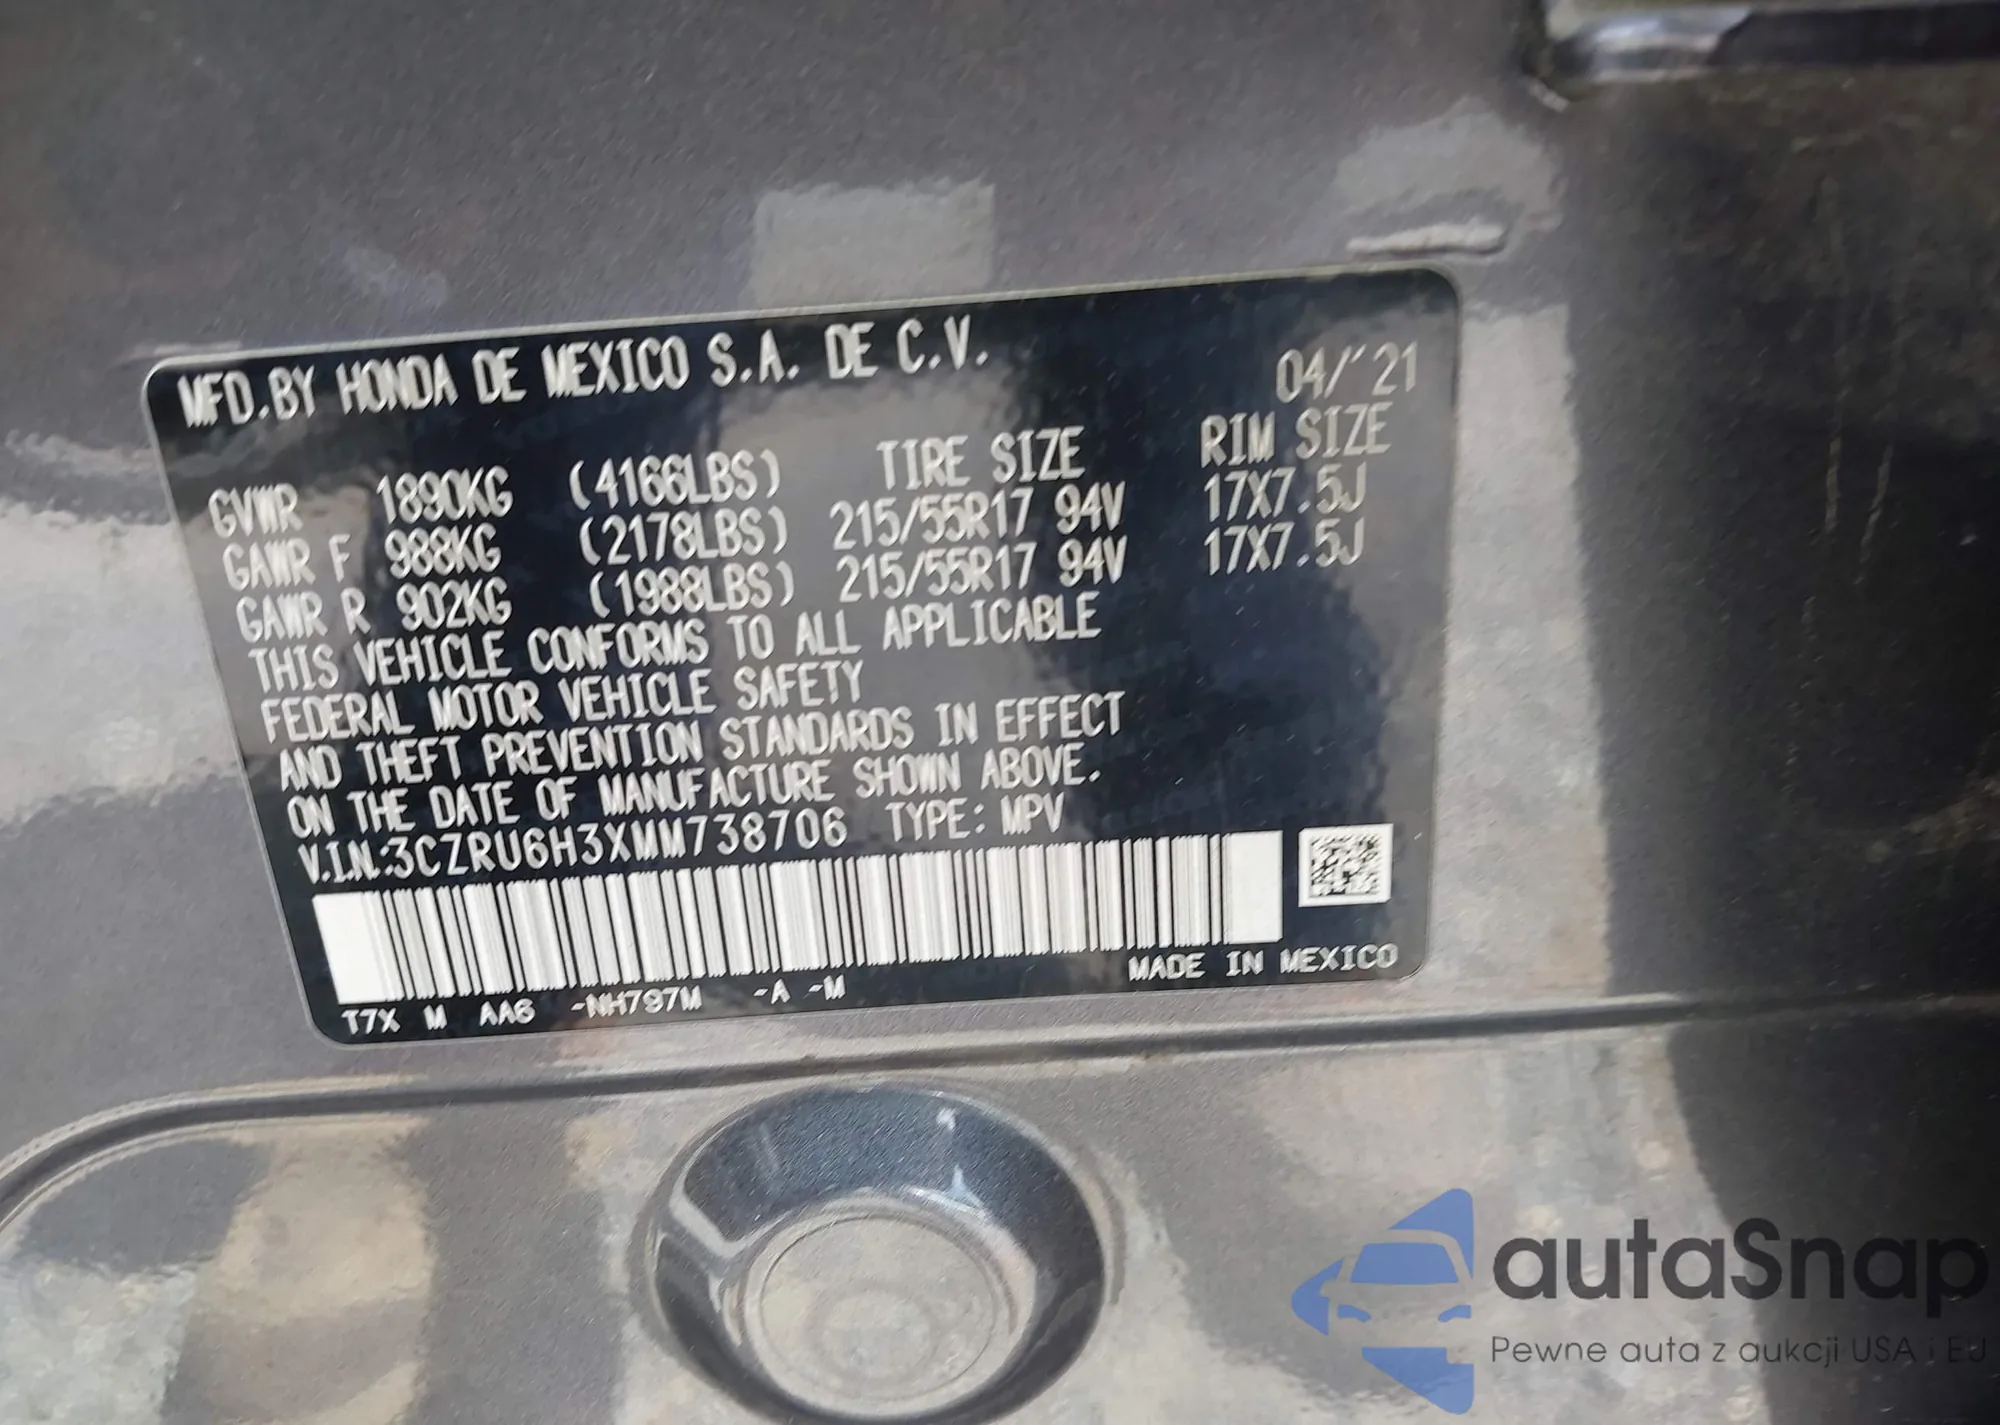 MFD.BY HONDA DE MEXICO S.A. DE C.V.
04/'21
GVWR 1890KG (4166LBS) TIRE SIZE RIM SIZE
GAWR F 988KG (2178LBS) 215/55R17 94V 17X7.5J
GAWR R 902KG (1988LBS) 215/55R17 94V 17X7.5J
THIS VEHICLE CONFORMS TO ALL APPLICABLE
FEDERAL MOTOR VEHICLE SAFETY
AND THEFT PREVENTION STANDARDS IN EFFECT
ON THE DATE OF MANUFACTURE SHOWN ABOVE.
V.I.N.:3CZRU6H3XMM738706 TYPE: MPV
MADE IN MEXICO
T7X M AA6 -NH797M -A -M
autaSnap
Pewne auta z aukcji USA i EU